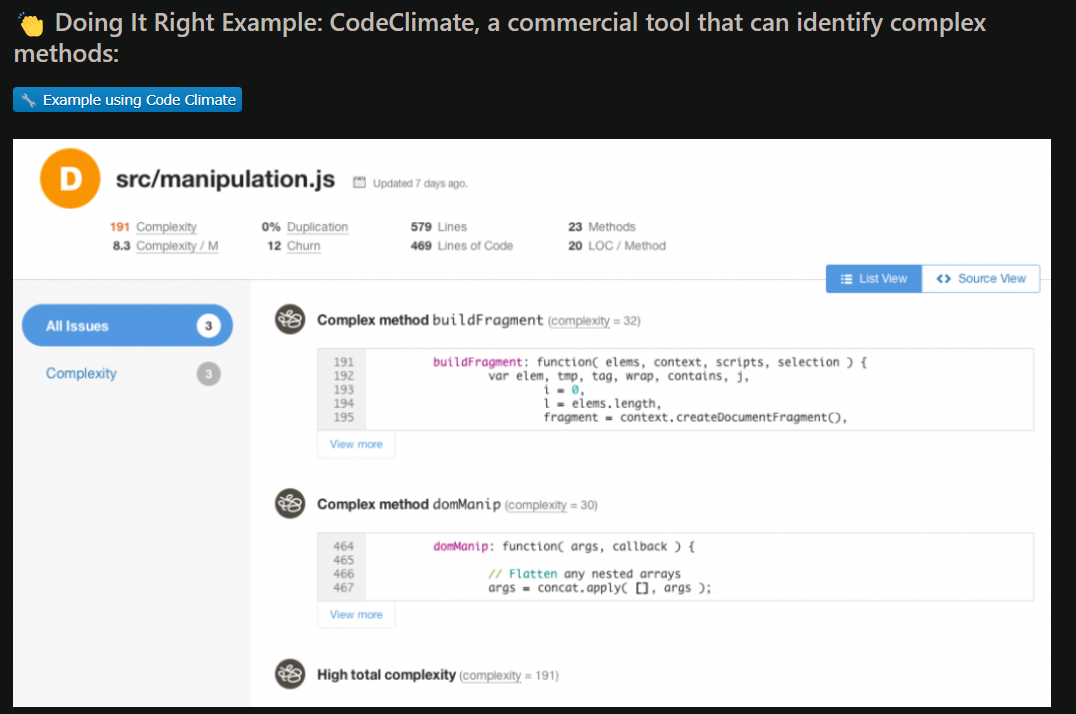 👏 Doing It Right Example: CodeClimate, a commercial tool that can identify complex
methods:
🔧 Example using Code Climate
D src/manipulation.js Updated 7 days ago.
191 Complexity 0% Duplication 579 Lines 23 Methods
8.3 Complexity / M 12 Churn 469 Lines of Code 20 LOC / Method
List View <> Source View
All Issues 3
Complexity 3
Complex method buildFragment (complexity = 32)
191 buildFragment: function( elems, context, scripts, selection ) {
192 var elem, tmp, tag, wrap, contains, j,
193 i = 0,
194 l = elems.length,
195 fragment = context.createDocumentFragment(),
View more
Complex method domManip (complexity = 30)
464 domManip: function( args, callback ) {
465
466 // Flatten any nested arrays
467 args = concat.apply( [], args );
View more
High total complexity (complexity = 191)